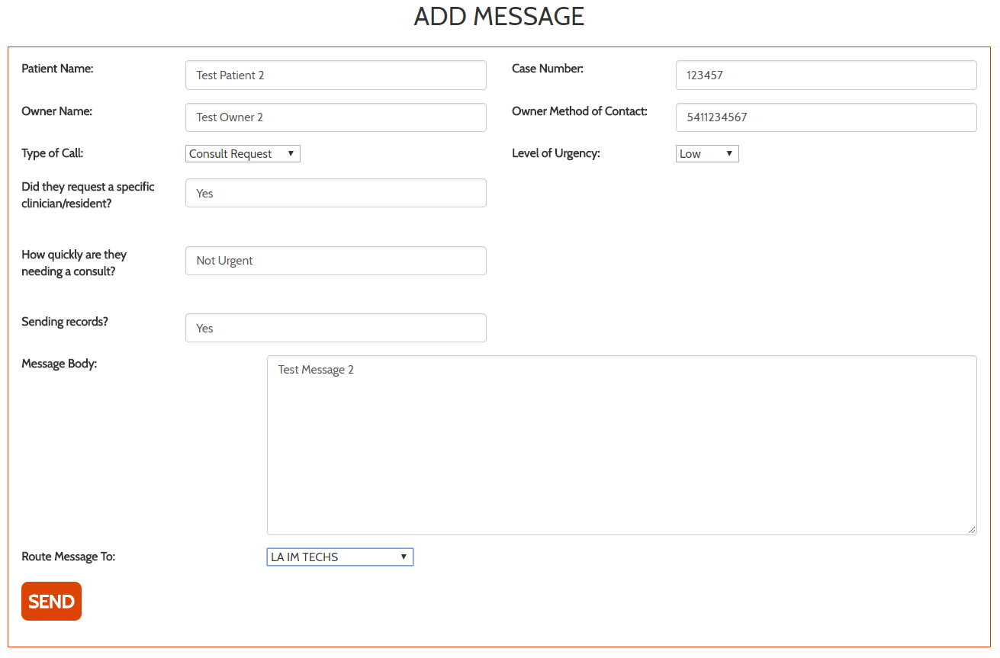 ADD MESSAGE
Patient Name: Test Patient 2 Case Number: 123457
Owner Name: Test Owner 2 Owner Method of Contact: 5411234567
Type of Call: Consult Request Level of Urgency: Low
Did they request a specific
clinician/resident?
Yes
How quickly are they
needing a consult?
Not Urgent
Sending records? Yes
Message Body: Test Message 2
Route Message To: LA IM TECHS
SEND